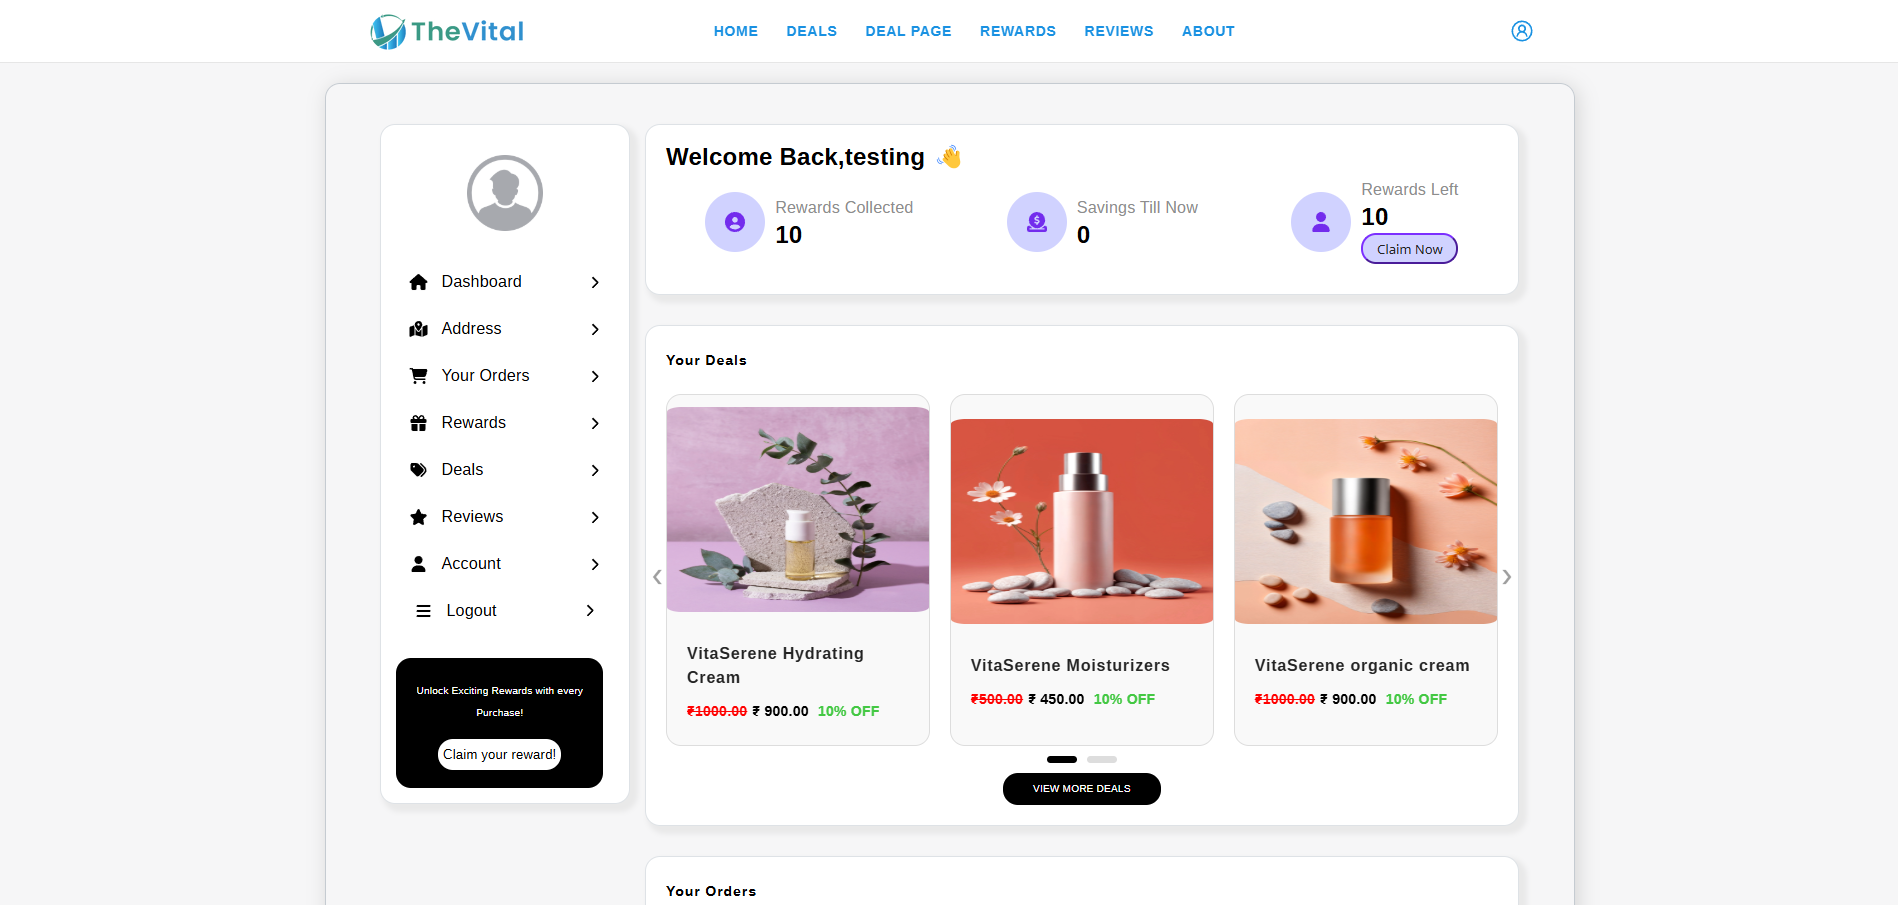 TheVital
HOME DEALS DEAL PAGE REWARDS REVIEWS ABOUT
Dashboard
Address
Your Orders
Rewards
Deals
Reviews
Account
Logout
Unlock Exciting Rewards with every
Purchase!
Claim your reward!
Welcome Back,testing 👋
Rewards Collected
10
Savings Till Now
0
Rewards Left
10
Claim Now
Your Deals
VitaSerene Hydrating
Cream
₹1000.00 ₹ 900.00 10% OFF
VitaSerene Moisturizers
₹500.00 ₹ 450.00 10% OFF
VitaSerene organic cream
₹1000.00 ₹ 900.00 10% OFF
VIEW MORE DEALS
Your Orders